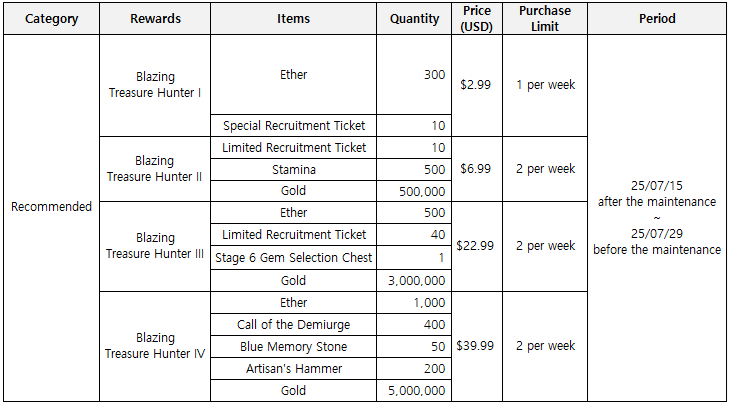 Category Rewards Items Quantity Price (USD) Purchase Limit Period
Recommended
Blazing
Treasure Hunter I
Ether 300
Special Recruitment Ticket 10
$2.99 1 per week
Blazing
Treasure Hunter II
Limited Recruitment Ticket 10
Stamina 500
Gold 500,000
$6.99 2 per week
Blazing
Treasure Hunter III
Ether 500
Limited Recruitment Ticket 40
Stage 6 Gem Selection Chest 1
Gold 3,000,000
$22.99 2 per week
Blazing
Treasure Hunter IV
Ether 1,000
Call of the Demiurge 400
Blue Memory Stone 50
Artisan's Hammer 200
Gold 5,000,000
$39.99 2 per week
25/07/15
after the maintenance
~
25/07/29
before the maintenance